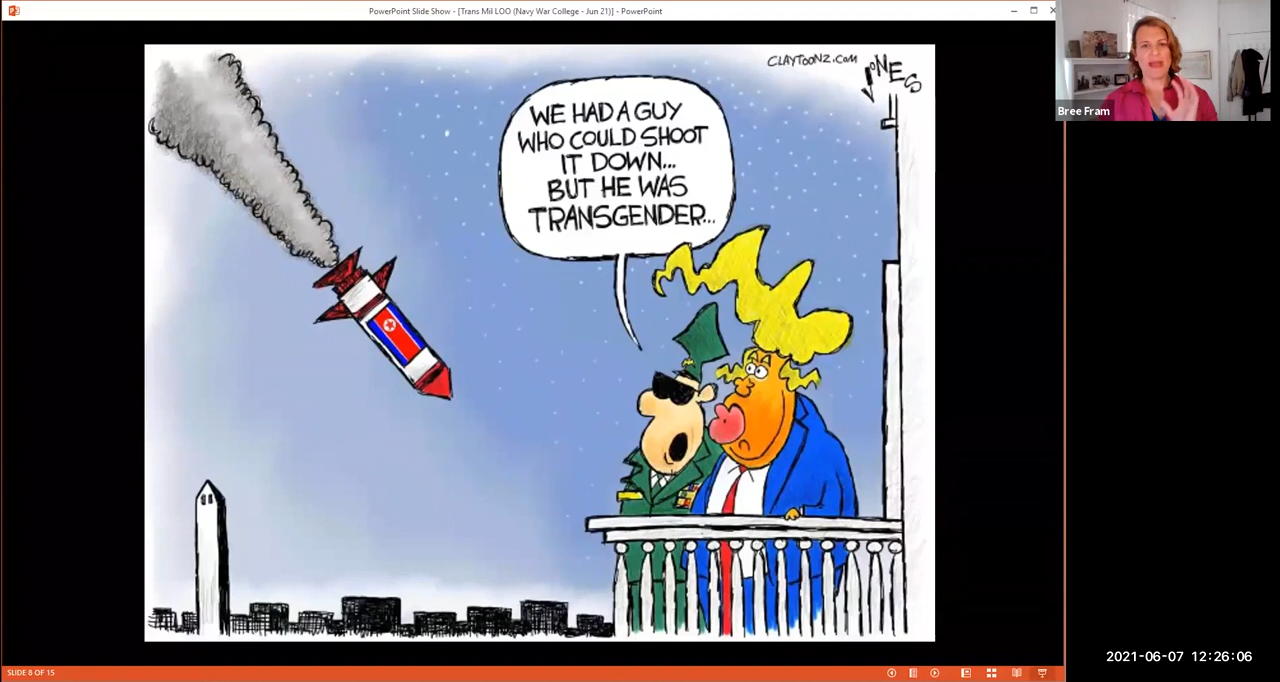 PowerPoint Slide Show - [Trans Mil LOO (Navy War College - Jun 21)] - PowerPoint
CLAYTOONZ.COM
JONES
WE HAD A GUY
WHO COULD SHOOT
IT DOWN...
BUT HE WAS
TRANSGENDER...
Bree Fram
2021-06-07 12:26:06
SLIDE 8 OF 15